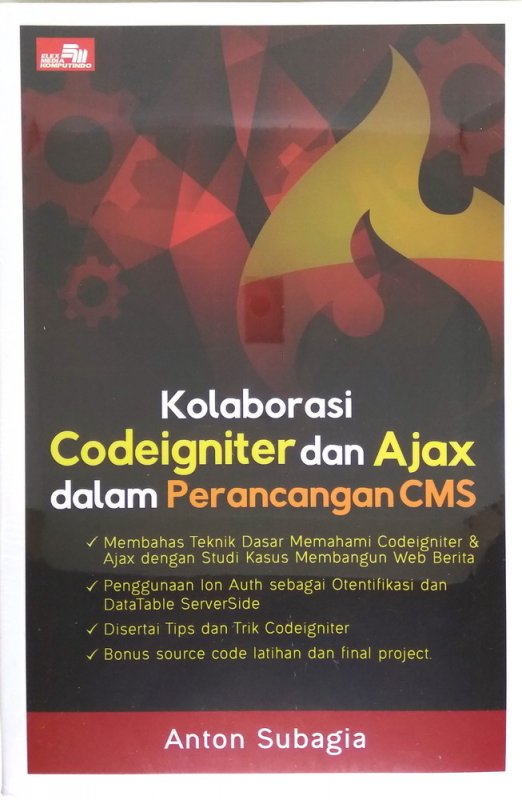 ELEX
MEDIA
KOMPUTINDO
Kolaborasi
Codeigniter dan Ajax
dalam Perancangan CMS
✓ Membahas Teknik Dasar Memahami Codeigniter &
Ajax dengan Studi Kasus Membangun Web Berita
✓ Penggunaan Ion Auth sebagai Otentifikasi dan
DataTable ServerSide
✓ Disertai Tips dan Trik Codeigniter
✓ Bonus source code latihan dan final project.
Anton Subagia